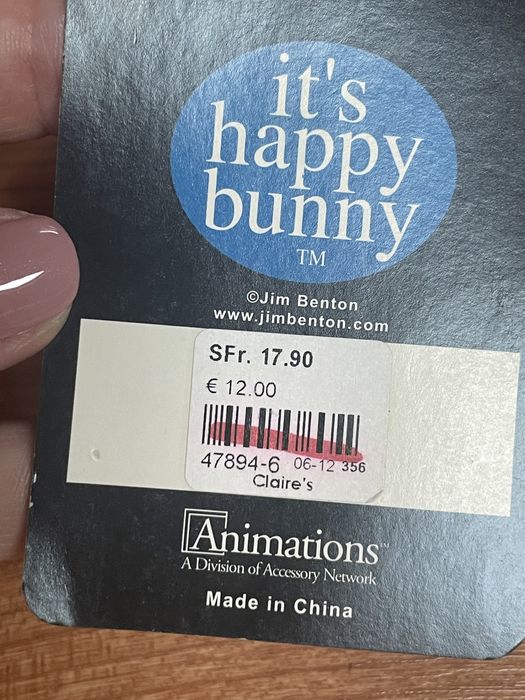 it's
happy
bunny
TM
©Jim Benton
www.jimbenton.com
SFr. 17.90
€ 12.00
47894-6 06-12 356
Claire's
Animations™
A Division of Accessory Network
Made in China